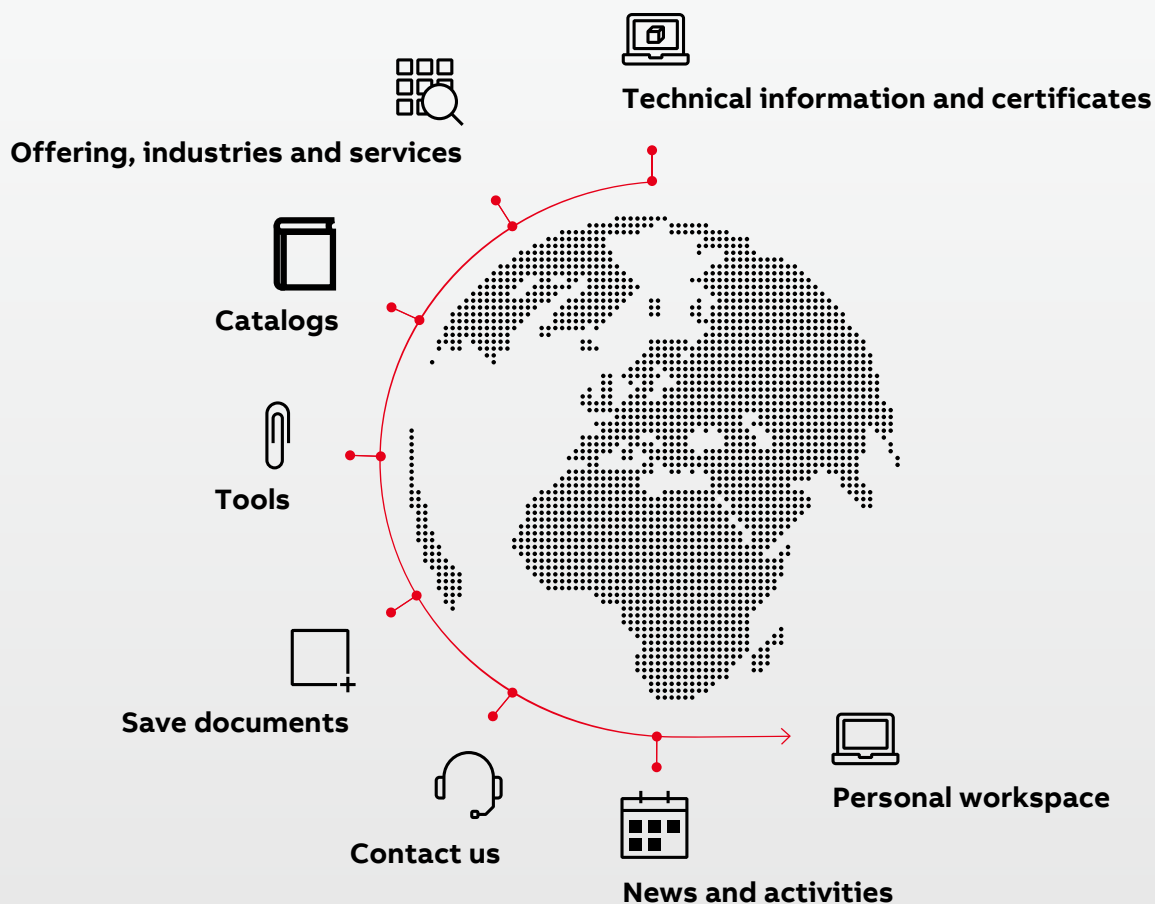 Technical information and certificates
Offering, industries and services
Catalogs
Tools
Save documents
Contact us
News and activities
Personal workspace